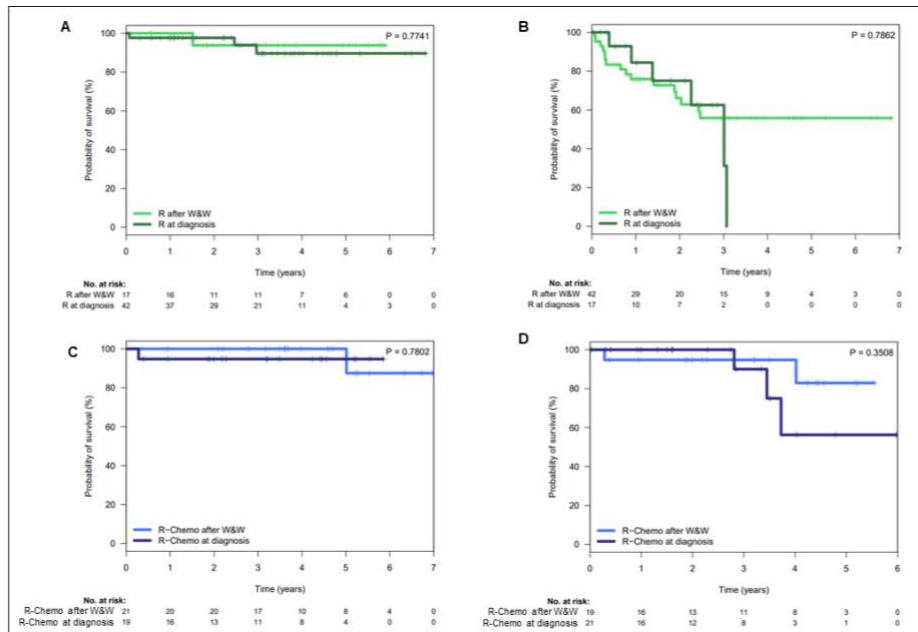 A
P = 0.7741
100
80
60
40
20
0
Probability of survival (%)
R after W&W
R at diagnosis
0 1 2 3 4 5 6 7
Time (years)
No. at risk:
R after W&W 17 16 11 11 7 6 0 0
R at diagnosis 42 37 29 21 11 4 3 0
B
P = 0.7862
100
80
60
40
20
0
Probability of survival (%)
R after W&W
R at diagnosis
0 1 2 3 4 5 6 7
Time (years)
No. at risk:
R after W&W 42 29 20 15 9 4 3 0
R at diagnosis 17 10 7 2 0 0 0 0
C
P = 0.7802
100
80
60
40
20
0
Probability of survival (%)
R-Chemo after W&W
R-Chemo at diagnosis
0 1 2 3 4 5 6 7
Time (years)
No. at risk:
R-Chemo after W&W 21 20 20 17 10 8 4 0
R-Chemo at diagnosis 19 16 13 11 8 4 0 0
D
P = 0.3508
100
80
60
40
20
0
Probability of survival (%)
R-Chemo after W&W
R-Chemo at diagnosis
0 1 2 3 4 5 6
Time (years)
No. at risk:
R-Chemo after W&W 19 16 13 11 8 3 0
R-Chemo at diagnosis 21 16 12 8 3 1 0